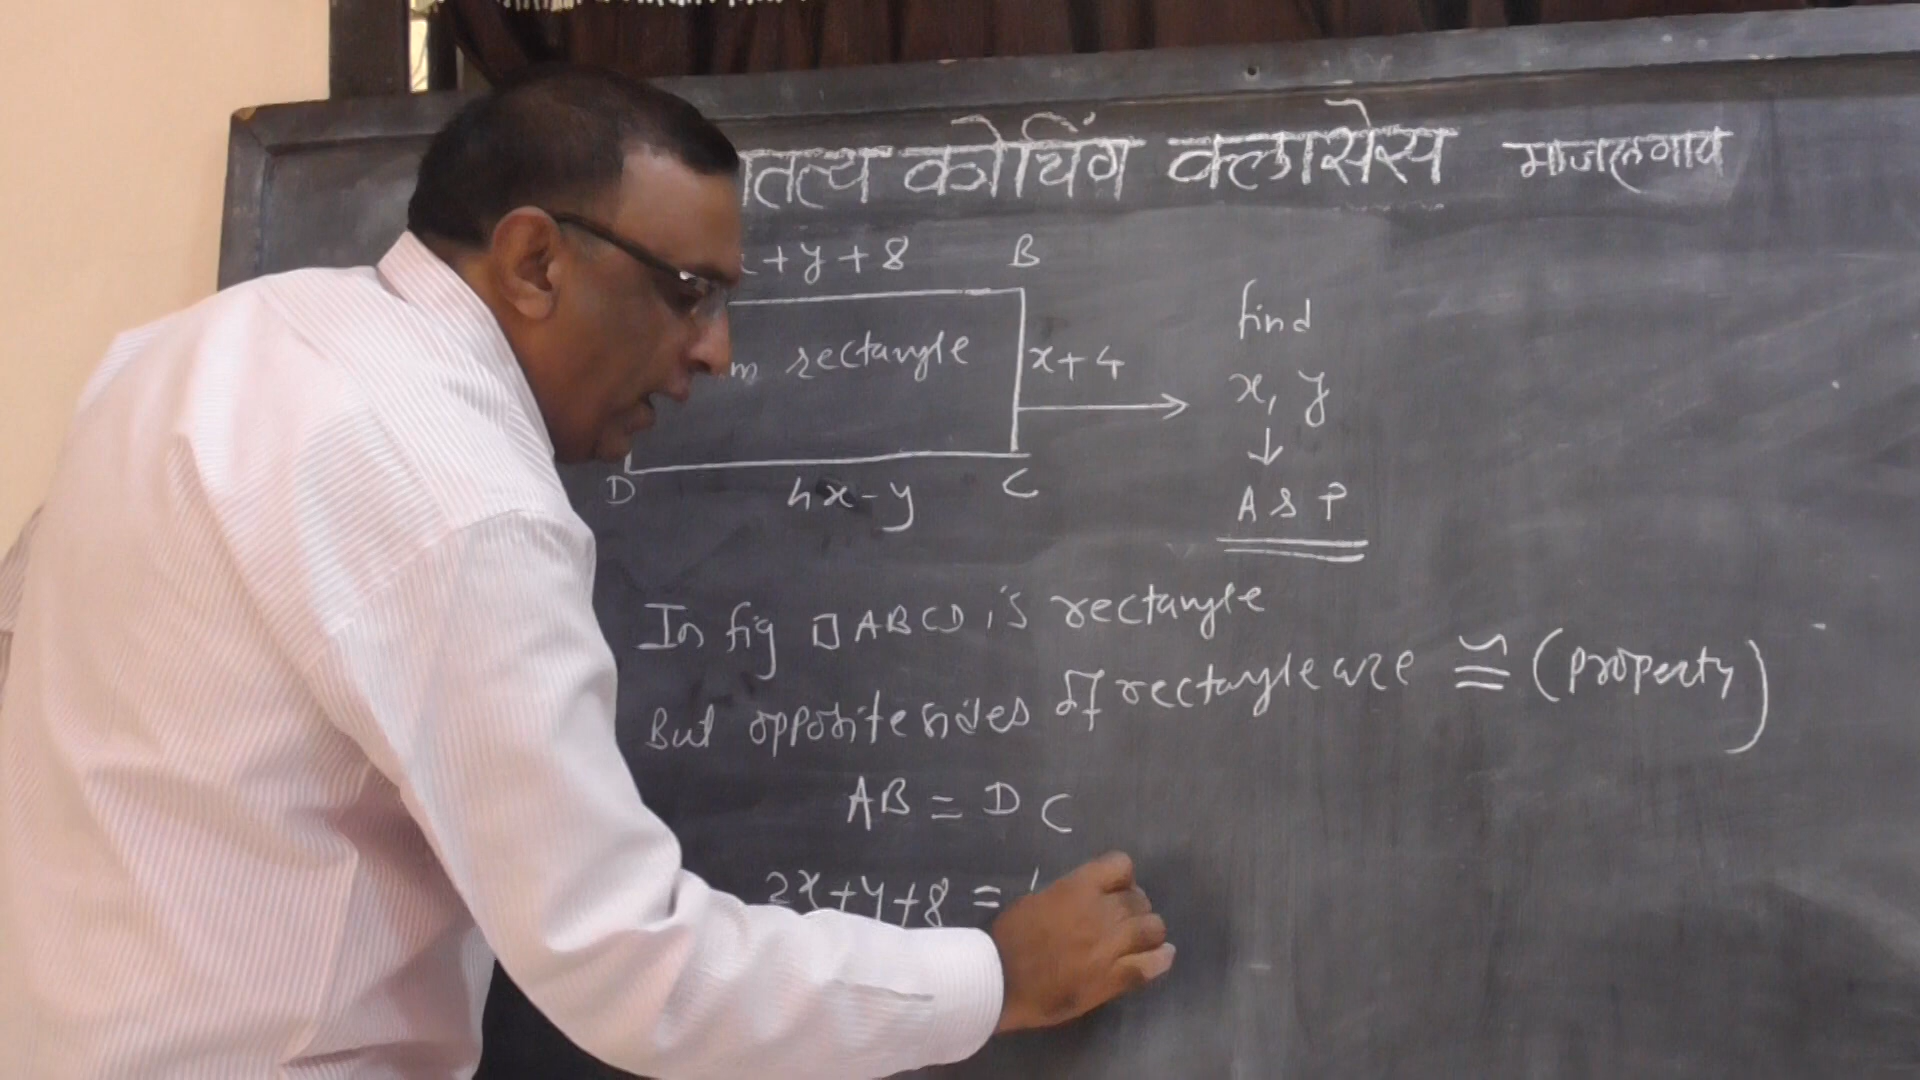 ातत्य कोचिंग क्लासेस माजलगाव
x+y+8 B
rectangle x+4
find
x, y
↓
A & P
D 4x-y C
In fig □ABCD is rectangle
But opposite sides of rectangle are ≅ (property)
AB = DC
2x+y+8 =